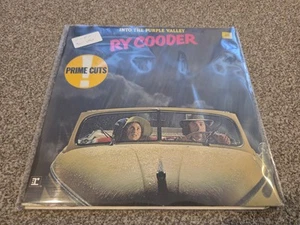 INTO THE PURPLE VALLEY
RY COODER
PRIME CUTS